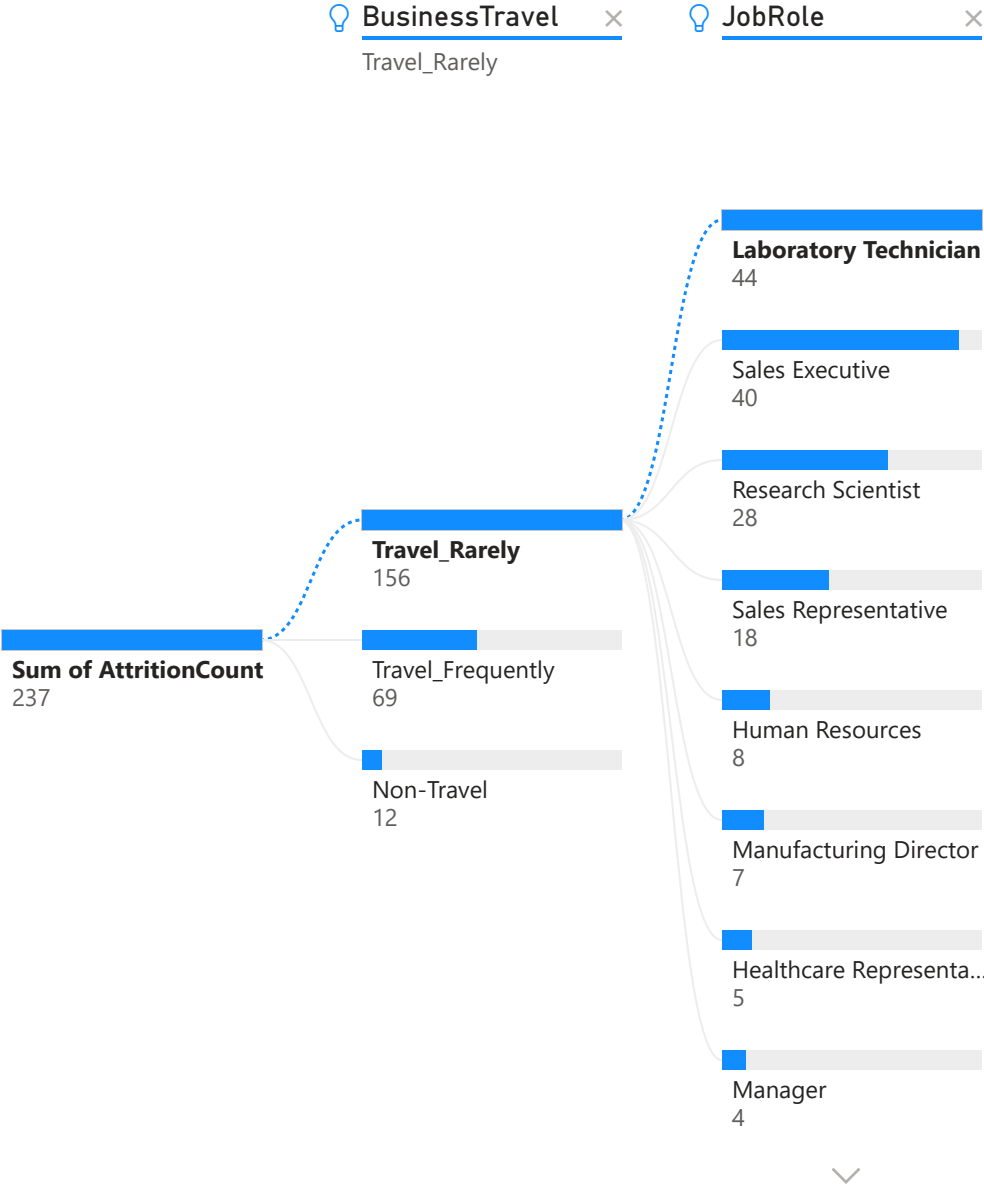 BusinessTravel
Travel_Rarely
JobRole
Sum of AttritionCount
237
Travel_Rarely
156
Travel_Frequently
69
Non-Travel
12
Laboratory Technician
44
Sales Executive
40
Research Scientist
28
Sales Representative
18
Human Resources
8
Manufacturing Director
7
Healthcare Representa...
5
Manager
4